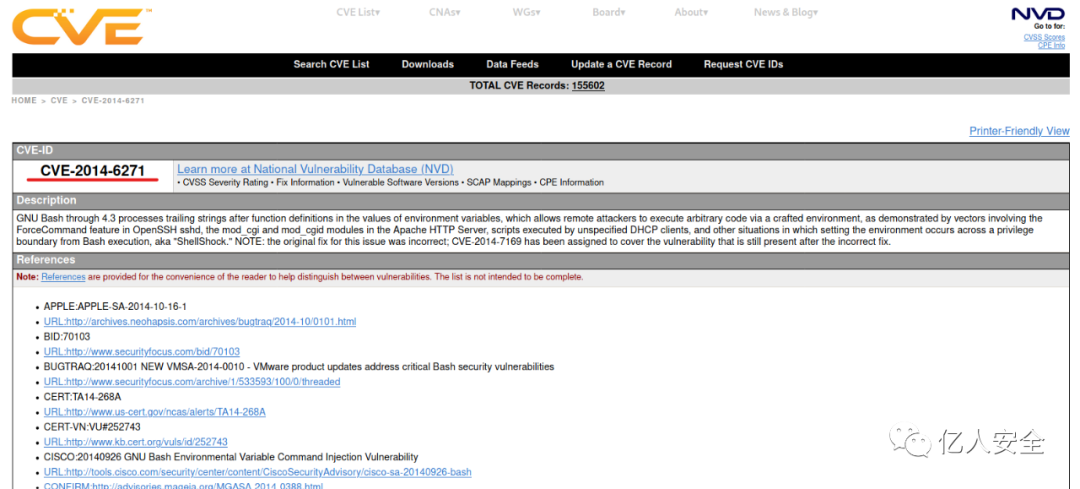 CVE™
CVE List▾ CNAs▾ WGs▾ Board▾ About▾ News & Blog▾
NVD
Go to for:
CVSS Scores
CPE Info
Search CVE List Downloads Data Feeds Update a CVE Record Request CVE IDs
TOTAL CVE Records: 155602
HOME > CVE > CVE-2014-6271
Printer-Friendly View
CVE-ID
CVE-2014-6271 Learn more at National Vulnerability Database (NVD)
• CVSS Severity Rating • Fix Information • Vulnerable Software Versions • SCAP Mappings • CPE Information
Description
GNU Bash through 4.3 processes trailing strings after function definitions in the values of environment variables, which allows remote attackers to execute arbitrary code via a crafted environment, as demonstrated by vectors involving the
ForceCommand feature in OpenSSH sshd, the mod_cgi and mod_cgid modules in the Apache HTTP Server, scripts executed by unspecified DHCP clients, and other situations in which setting the environment occurs across a privilege
boundary from Bash execution, aka "ShellShock." NOTE: the original fix for this issue was incorrect; CVE-2014-7169 has been assigned to cover the vulnerability that is still present after the incorrect fix.
References
Note: References are provided for the convenience of the reader to help distinguish between vulnerabilities. The list is not intended to be complete.
• APPLE:APPLE-SA-2014-10-16-1
• URL:http://archives.neohapsis.com/archives/bugtraq/2014-10/0101.html
• BID:70103
• URL:http://www.securityfocus.com/bid/70103
• BUGTRAQ:20141001 NEW VMSA-2014-0010 - VMware product updates address critical Bash security vulnerabilities
• URL:http://www.securityfocus.com/archive/1/533593/100/0/threaded
• CERT:TA14-268A
• URL:http://www.us-cert.gov/ncas/alerts/TA14-268A
• CERT-VN:VU#252743
• URL:http://www.kb.cert.org/vuls/id/252743
• CISCO:20140926 GNU Bash Environmental Variable Command Injection Vulnerability
• URL:http://tools.cisco.com/security/center/content/CiscoSecurityAdvisory/cisco-sa-20140926-bash
• CONFIRM:http://advisories.mageia.org/MGASA-2014-0388.html
亿人安全